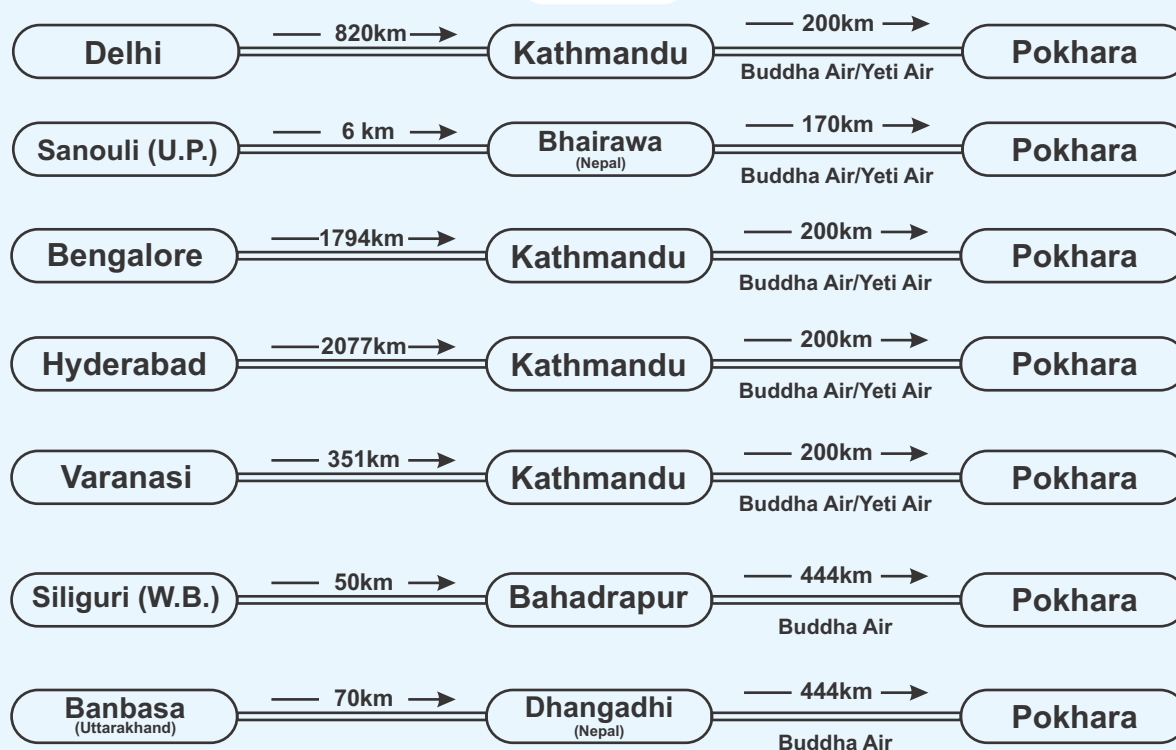 Delhi 820km Kathmandu 200km Pokhara
Buddha Air/Yeti Air
Sanouli (U.P.) 6 km Bhairawa 170km Pokhara
(Nepal)
Buddha Air/Yeti Air
Bengalore 1794km Kathmandu 200km Pokhara
Buddha Air/Yeti Air
Hyderabad 2077km Kathmandu 200km Pokhara
Buddha Air/Yeti Air
Varanasi 351km Kathmandu 200km Pokhara
Buddha Air/Yeti Air
Siliguri (W.B.) 50km Bahadrapur 444km Pokhara
Buddha Air
Banbasa 70km Dhangadhi 444km Pokhara
(Uttarakhand) (Nepal)
Buddha Air